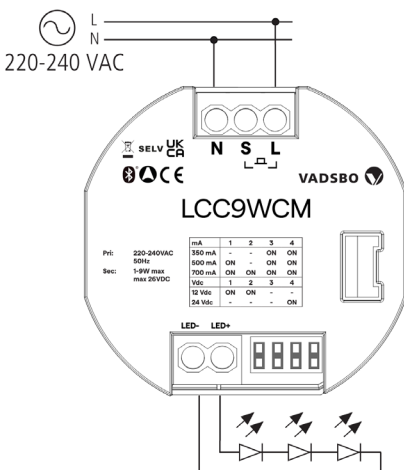 L
N
220-240 VAC
SELV UK CA
N S L
CE
VADSBO
LCC9WCM
Pri: 220-240VAC
50Hz
Sec: 1-9W max
max 26VDC
mA 1 2 3 4
350 mA - - ON ON
500 mA ON - ON ON
700 mA ON ON ON ON
Vdc 1 2 3 4
12 Vdc ON ON - -
24 Vdc - - - ON
LED- LED+